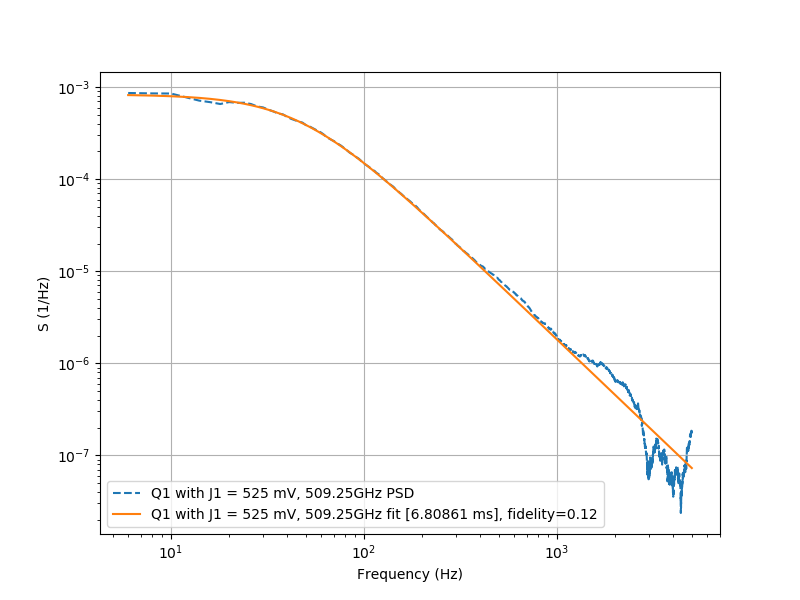 10⁻³
10⁻⁴
10⁻⁵
10⁻⁶
10⁻⁷
S (1/Hz)
Q1 with J1 = 525 mV, 509.25GHz PSD
Q1 with J1 = 525 mV, 509.25GHz fit [6.80861 ms], fidelity=0.12
10¹ 10² 10³
Frequency (Hz)